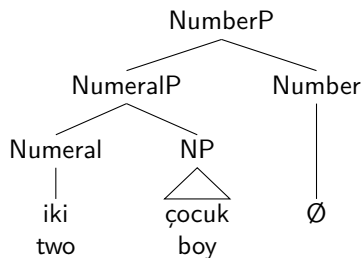 NumberP
NumeralP Number
Numeral NP
iki çocuk Ø
two boy